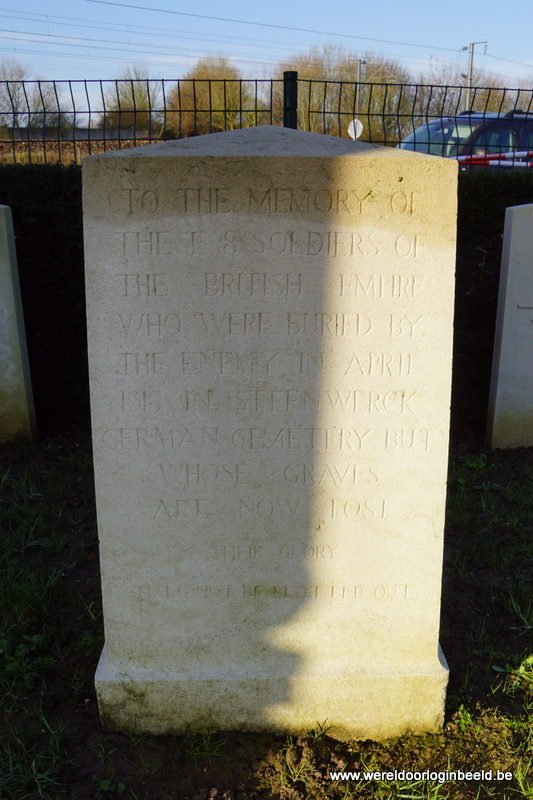 TO THE MEMORY OF
THESE 8 SOLDIERS OF
THE BRITISH EMPIRE
WHO WERE BURIED BY
THE ENEMY IN APRIL
IN STEENWERCK
GERMAN CEMETERY BUT
WHOSE GRAVES
ARE NOW LOST
THEIR GLORY
SHALL NOT BE BLOTTED OUT
www.wereldoorloginbeeld.be